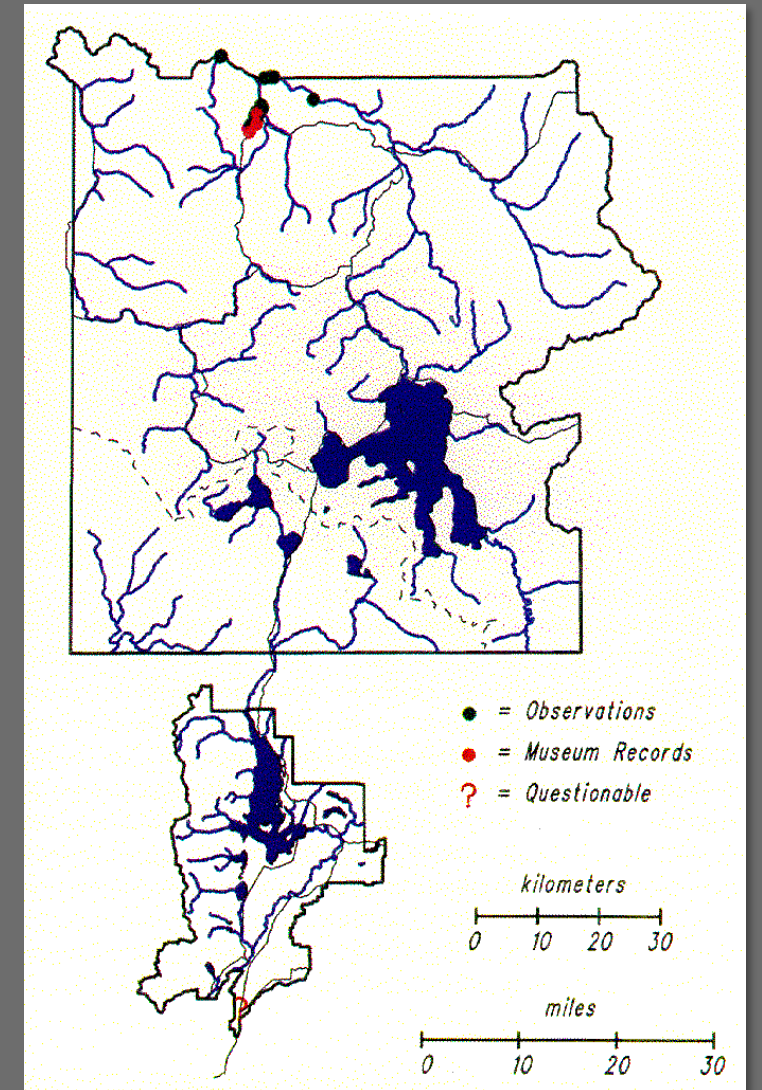 = Observations
= Museum Records
? = Questionable
kilometers
0 10 20 30
?
miles
0 10 20 30